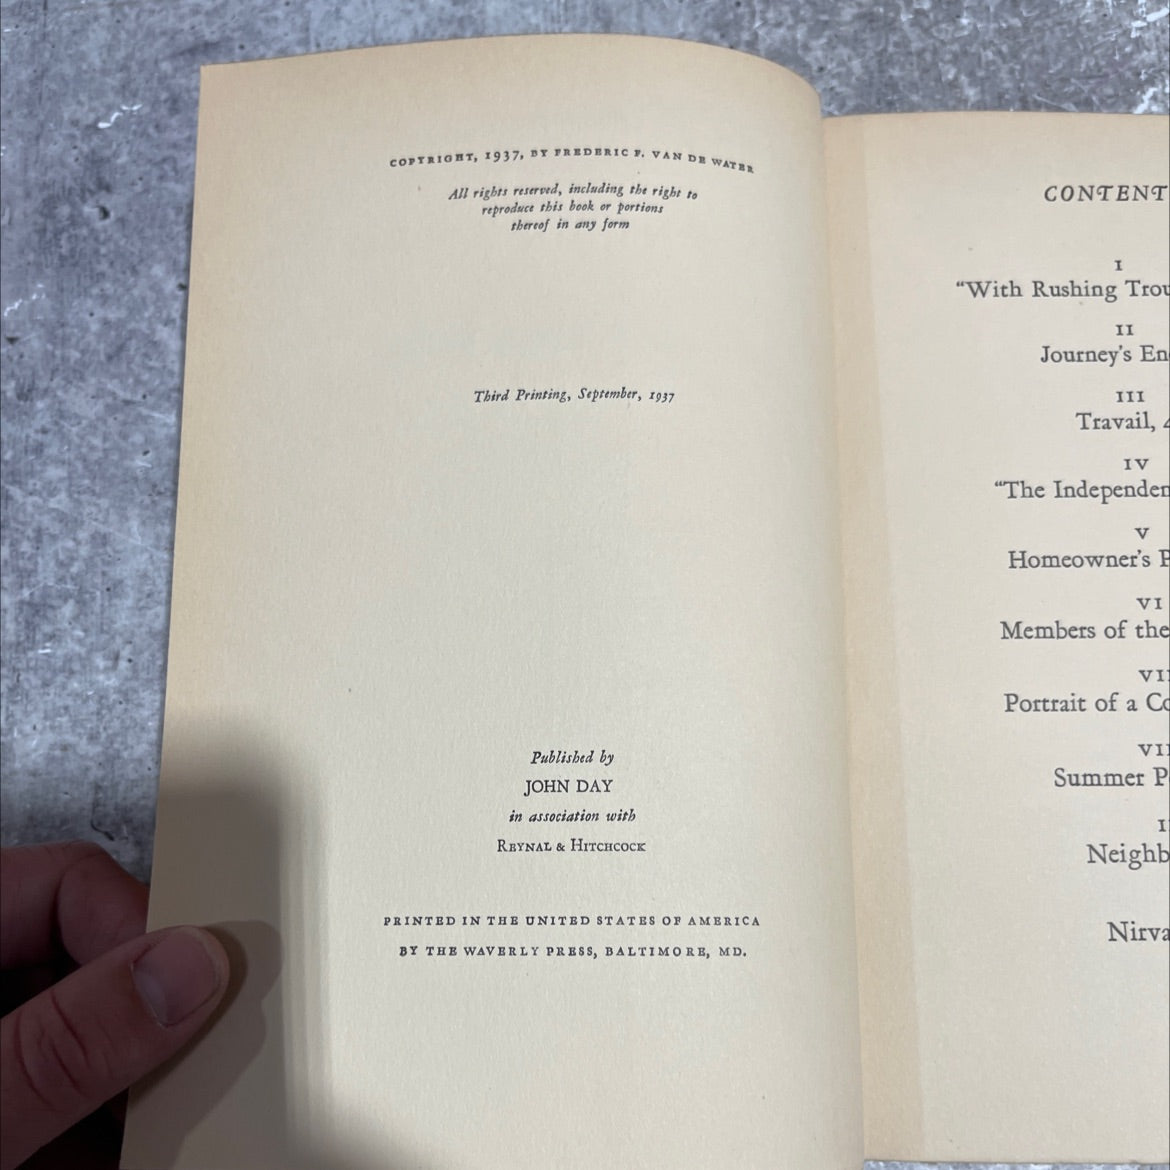 COPYRIGHT, 1937, BY FREDERIC F. VAN DE WATER
All rights reserved, including the right to
reproduce this book or portions
thereof in any form
Third Printing, September, 1937
Published by
JOHN DAY
in association with
REYNAL & HITCHCOCK
PRINTED IN THE UNITED STATES OF AMERICA
BY THE WAVERLY PRESS, BALTIMORE, MD.
CONTENT
I
"With Rushing Trou
II
Journey's En
III
Travail,
IV
"The Independen
V
Homeowner's P
VI
Members of the
VII
Portrait of a Co
VII
Summer P
I
Neighb
Nirva